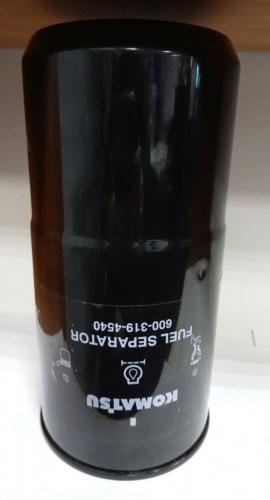 KOMATSU
FUEL SEPARATOR
600-319-4540